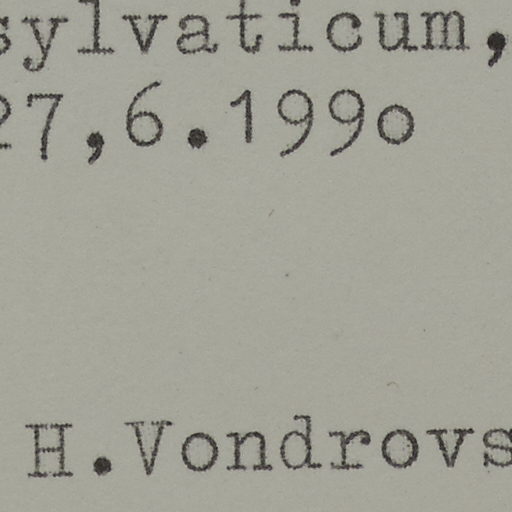 sylvaticum,
27,6.1990
H.Vondrovs